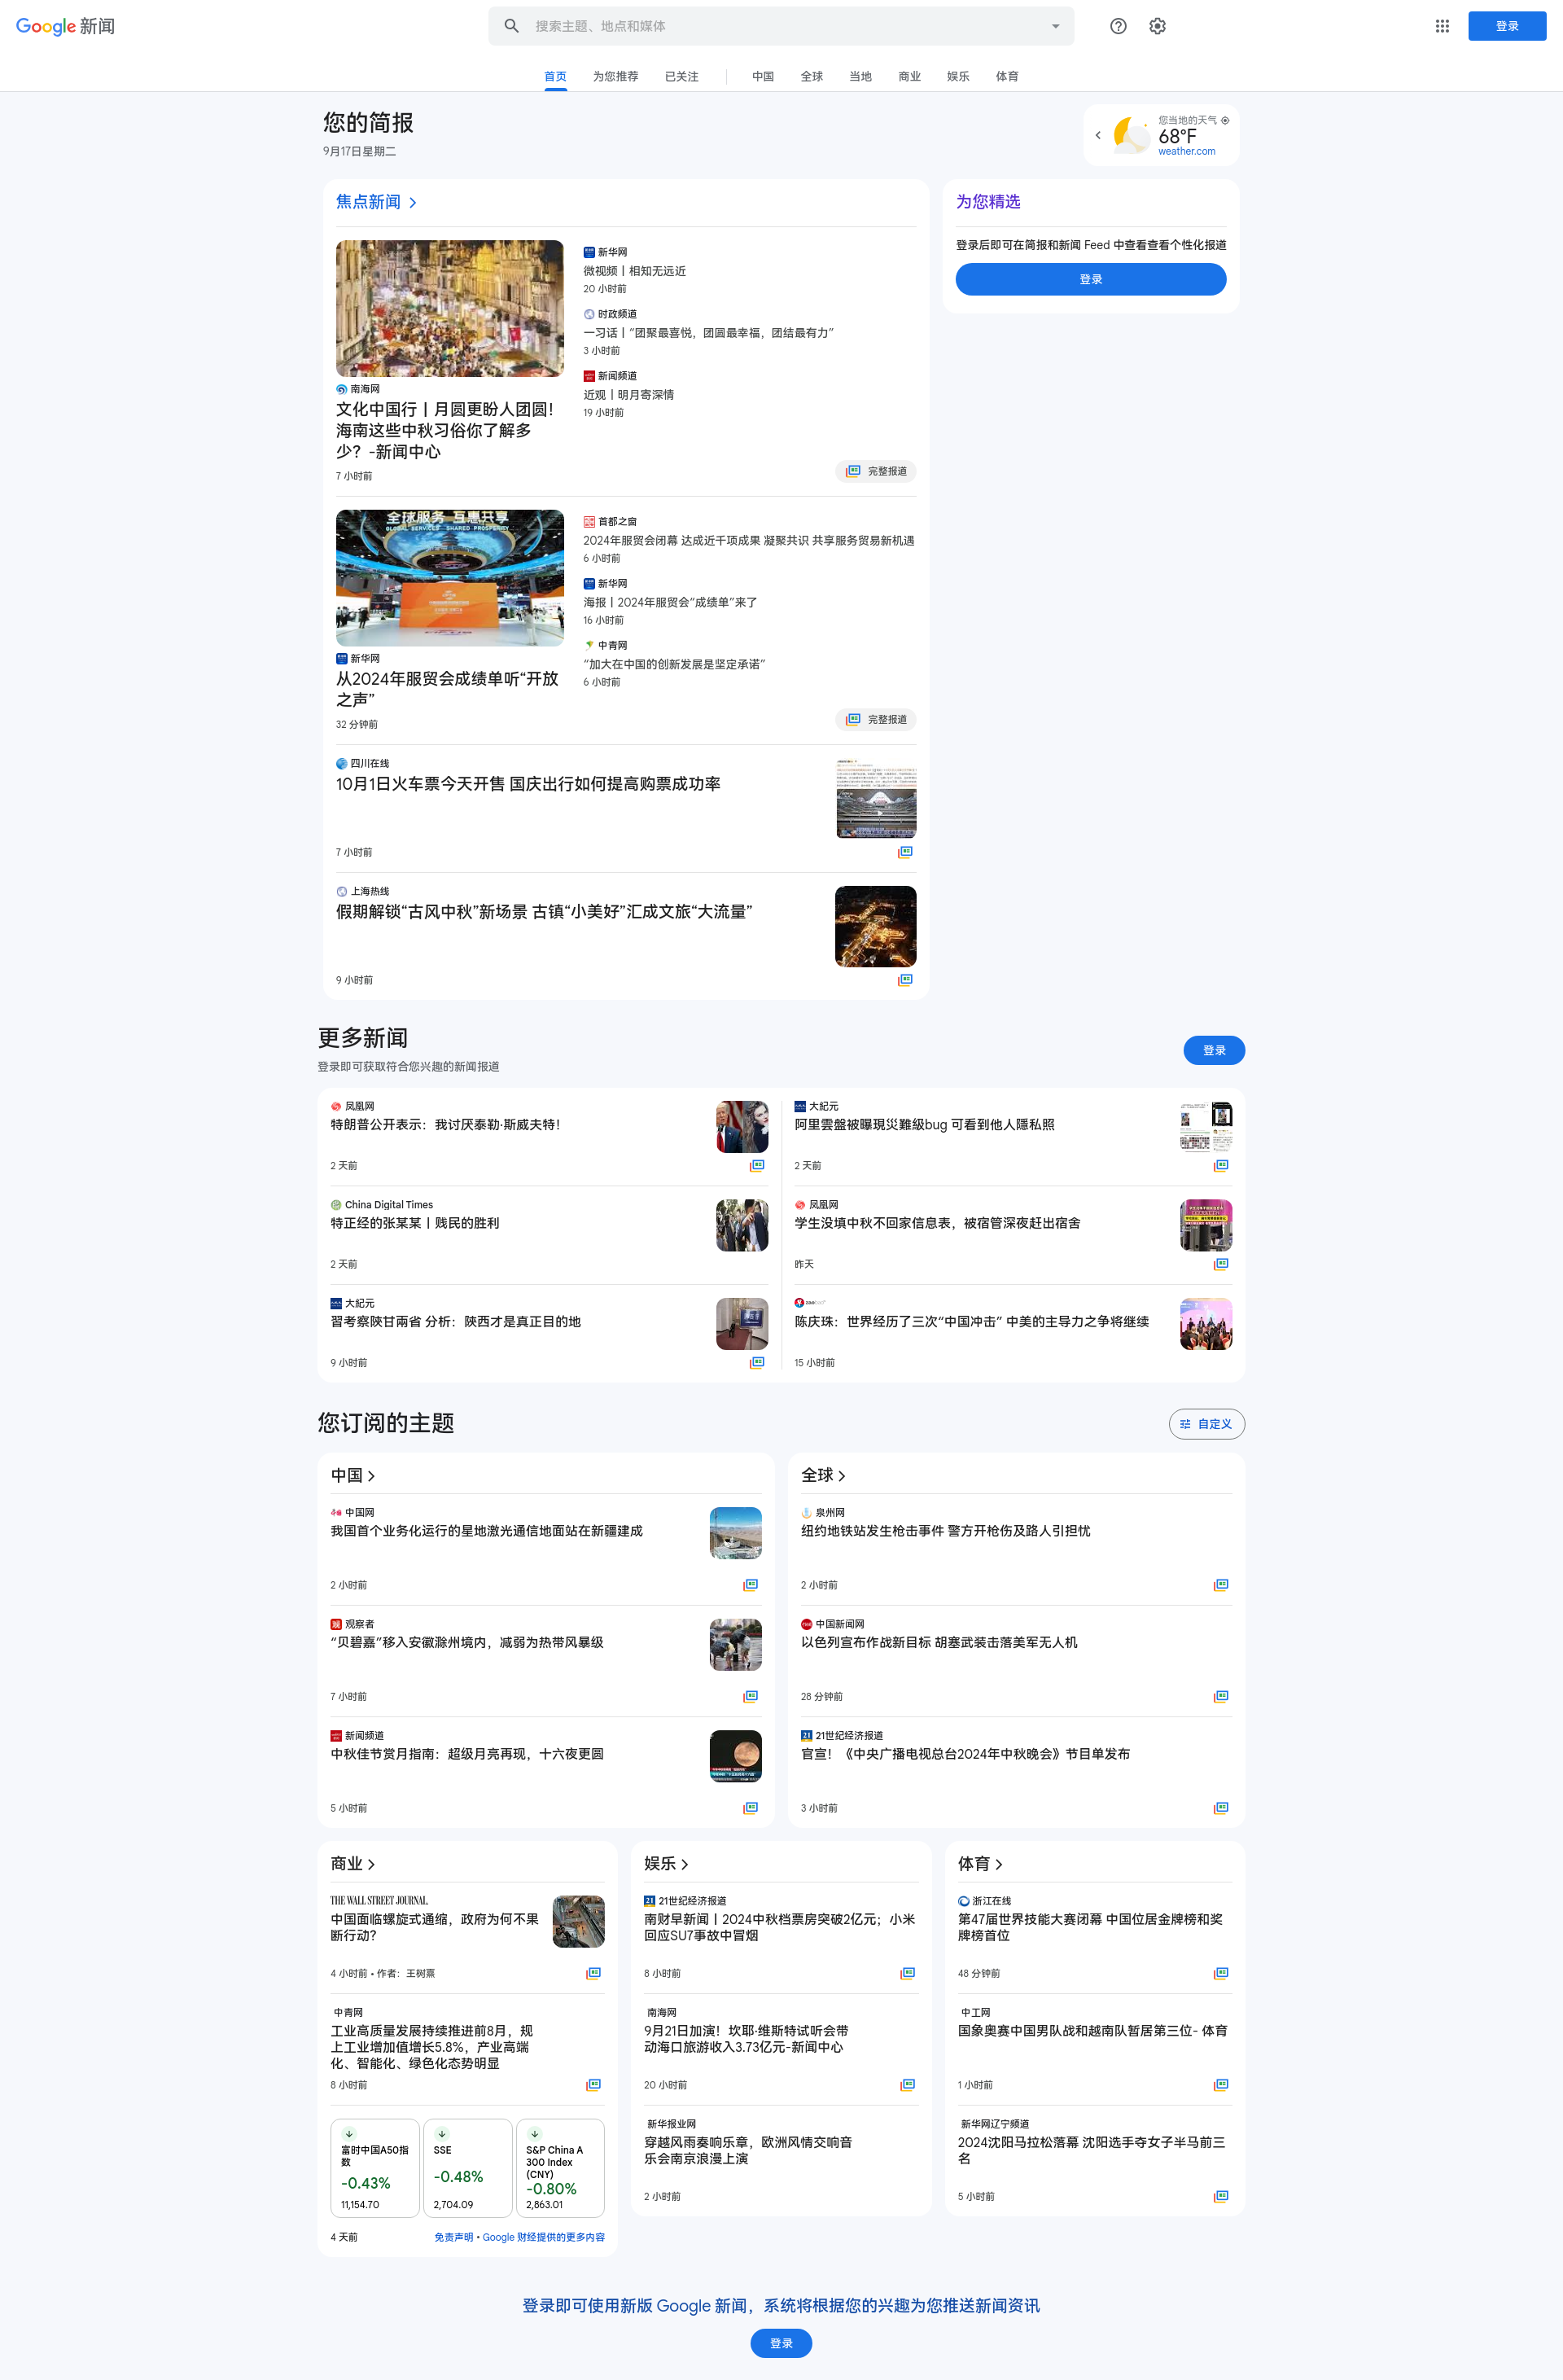 Google 新闻
搜索主题、地点和媒体
登录
首页
为您推荐
已关注
中国
全球
当地
商业
娱乐
体育
您的简报
9月17日星期二
您当地的天气
68°F
weather.com
焦点新闻
南海网
文化中国行丨月圆更盼人团圆！
海南这些中秋习俗你了解多
少？-新闻中心
7 小时前
新华网
微视频丨相知无远近
20 小时前
时政频道
一习话丨“团聚最喜悦，团圆最幸福，团结最有力”
3 小时前
新闻频道
近观丨明月寄深情
19 小时前
完整报道
全球服务 互惠共享
GLOBAL SERVICES SHARED PROSPERITY
新华网
从2024年服贸会成绩单听“开放
之声”
32 分钟前
首都之窗
2024年服贸会闭幕 达成近千项成果 凝聚共识 共享服务贸易新机遇
6 小时前
新华网
海报丨2024年服贸会“成绩单”来了
16 小时前
中青网
“加大在中国的创新发展是坚定承诺”
6 小时前
完整报道
四川在线
10月1日火车票今天开售 国庆出行如何提高购票成功率
7 小时前
上海热线
假期解锁“古风中秋”新场景 古镇“小美好”汇成文旅“大流量”
9 小时前
为您精选
登录后即可在简报和新闻 Feed 中查看查看个性化报道
登录
更多新闻
登录即可获取符合您兴趣的新闻报道
登录
凤凰网
特朗普公开表示：我讨厌泰勒·斯威夫特！
2 天前
China Digital Times
特正经的张某某丨贱民的胜利
2 天前
大紀元
習考察陝甘兩省 分析：陝西才是真正目的地
9 小时前
大紀元
阿里雲盤被曝現災難級bug 可看到他人隱私照
2 天前
凤凰网
学生没填中秋不回家信息表，被宿管深夜赶出宿舍
昨天
陈庆珠：世界经历了三次“中国冲击” 中美的主导力之争将继续
15 小时前
您订阅的主题
自定义
中国
中国网
我国首个业务化运行的星地激光通信地面站在新疆建成
2 小时前
观察者
“贝碧嘉”移入安徽滁州境内，减弱为热带风暴级
7 小时前
新闻频道
中秋佳节赏月指南：超级月亮再现，十六夜更圆
5 小时前
全球
泉州网
纽约地铁站发生枪击事件 警方开枪伤及路人引担忧
2 小时前
中国新闻网
以色列宣布作战新目标 胡塞武装击落美军无人机
28 分钟前
21世纪经济报道
官宣！《中央广播电视总台2024年中秋晚会》节目单发布
3 小时前
商业
THE WALL STREET JOURNAL.
中国面临螺旋式通缩，政府为何不果
断行动？
4 小时前 • 作者：王树熹
中青网
工业高质量发展持续推进前8月，规
上工业增加值增长5.8%，产业高端
化、智能化、绿色化态势明显
8 小时前
富时中国A50指
数
-0.43%
11,154.70
SSE
-0.48%
2,704.09
S&P China A
300 Index
(CNY)
-0.80%
2,863.01
4 天前
免责声明 • Google 财经提供的更多内容
娱乐
21世纪经济报道
南财早新闻丨2024中秋档票房突破2亿元；小米
回应SU7事故中冒烟
8 小时前
南海网
9月21日加演！坎耶·维斯特试听会带
动海口旅游收入3.73亿元-新闻中心
20 小时前
新华报业网
穿越风雨奏响乐章，欧洲风情交响音
乐会南京浪漫上演
2 小时前
体育
浙江在线
第47届世界技能大赛闭幕 中国位居金牌榜和奖
牌榜首位
48 分钟前
中工网
国象奥赛中国男队战和越南队暂居第三位- 体育
1 小时前
新华网辽宁频道
2024沈阳马拉松落幕 沈阳选手夺女子半马前三
名
5 小时前
登录即可使用新版 Google 新闻，系统将根据您的兴趣为您推送新闻资讯
登录